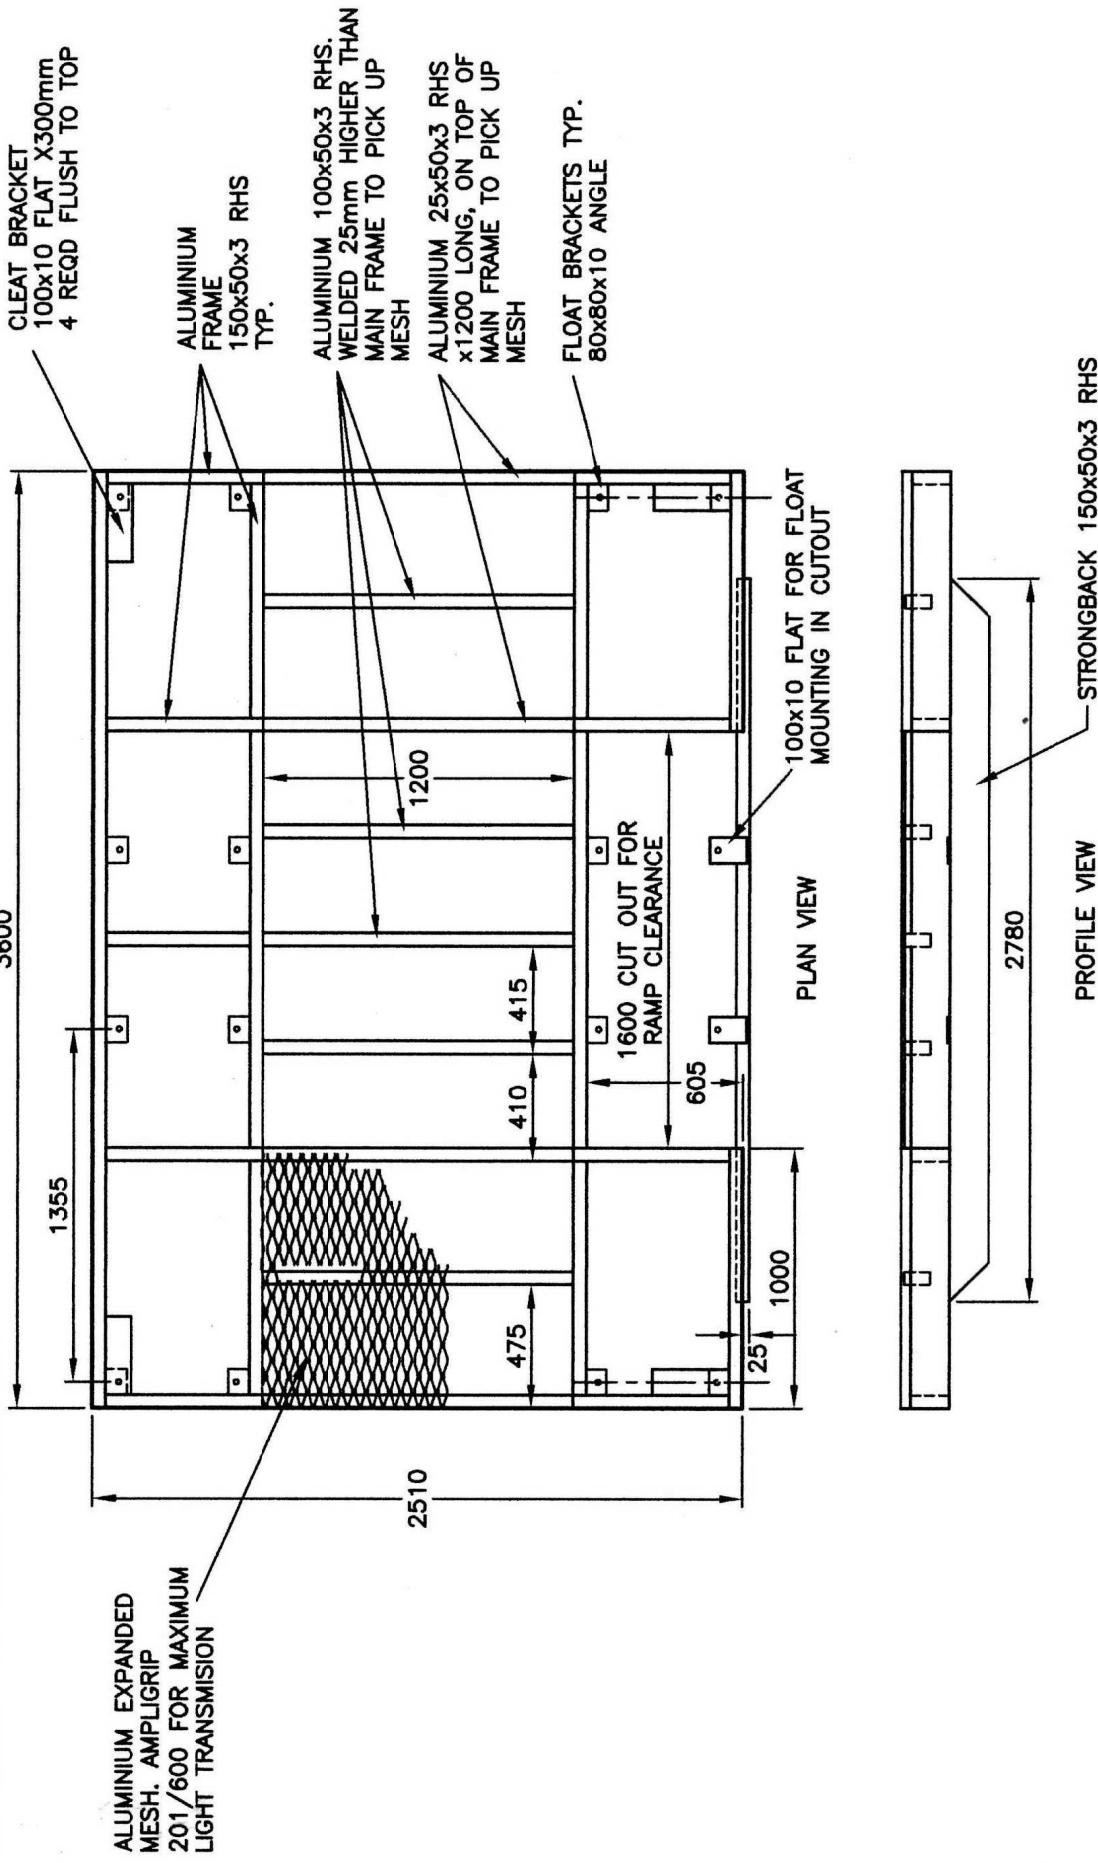 CLEAT BRACKET
100x10 FLAT X300mm
4 REQD FLUSH TO TOP
ALUMINIUM
FRAME
150x50x3 RHS
TYP.
ALUMINIUM 100x50x3 RHS.
WELDED 25mm HIGHER THAN
MAIN FRAME TO PICK UP
MESH
ALUMINIUM 25x50x3 RHS
x1200 LONG, ON TOP OF
MAIN FRAME TO PICK UP
MESH
FLOAT BRACKETS TYP.
80x80x10 ANGLE
3600
1355
2510
1200
415
410
475
1600 CUT OUT FOR
RAMP CLEARANCE
605
25
1000
100x10 FLAT FOR FLOAT
MOUNTING IN CUTOUT
ALUMINIUM EXPANDED
MESH. AMPLIGRIP
201/600 FOR MAXIMUM
LIGHT TRANSMISION
PLAN VIEW
2780
STRONGBACK 150x50x3 RHS
PROFILE VIEW